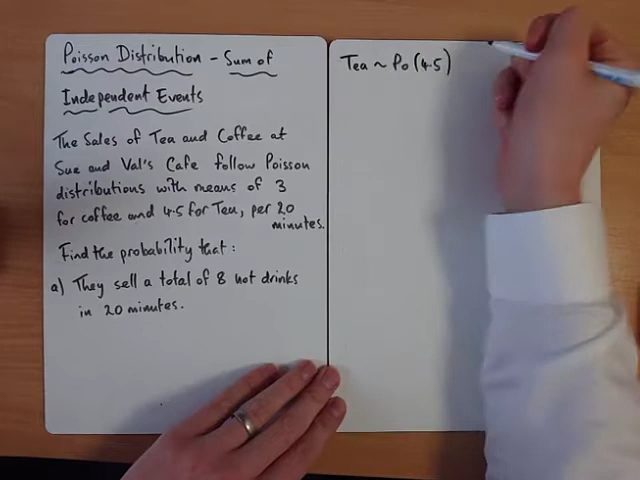 Poisson Distribution - Sum of
Independent Events
The Sales of Tea and Coffee at
Sue and Val's Cafe follow Poisson
distributions with means of 3
for coffee and 4.5 for Tea, per 20
minutes.
Find the probability that:
a) They sell a total of 8 hot drinks
in 20 minutes.
Tea ~ Po (4.5)